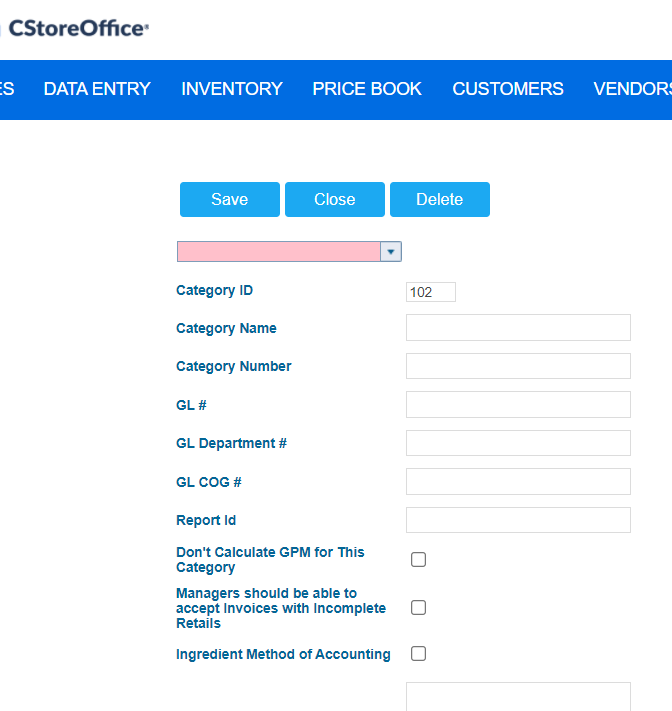 CStoreOffice®
ES DATA ENTRY INVENTORY PRICE BOOK CUSTOMERS VENDORS
Save Close Delete
Category ID 102
Category Name
Category Number
GL #
GL Department #
GL COG #
Report Id
Don't Calculate GPM for This
Category
Managers should be able to
accept Invoices with Incomplete
Retails
Ingredient Method of Accounting